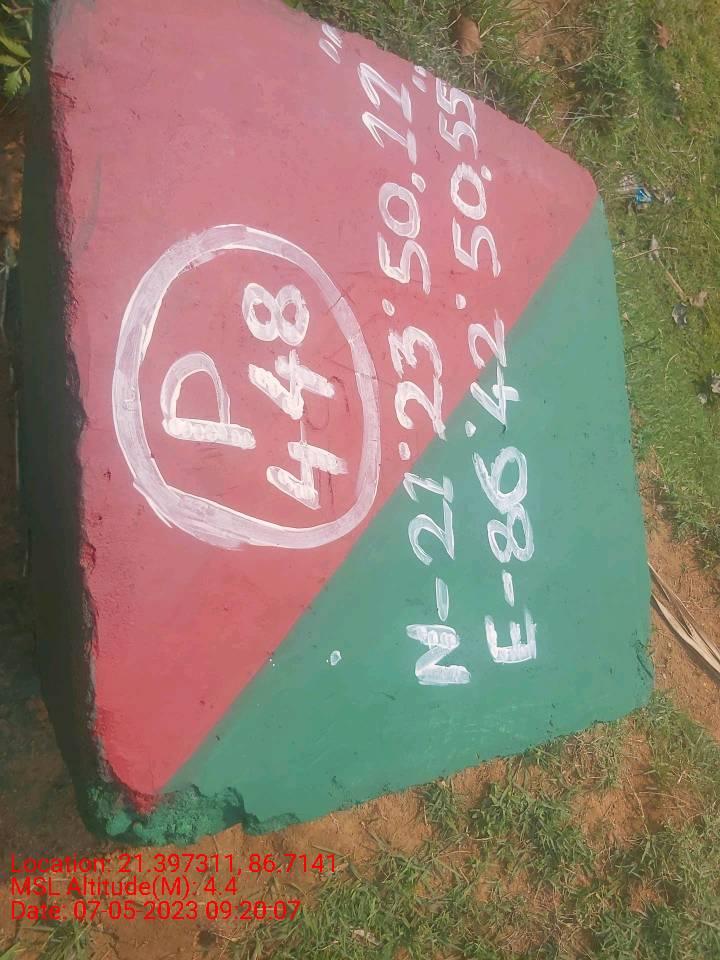 P
448
N-21°23'50.17"
E-86°42'50.55"
Location: 21.397311, 86.7141
MSL Altitude(M): 4.4
Date: 07-05-2023 09:20:07